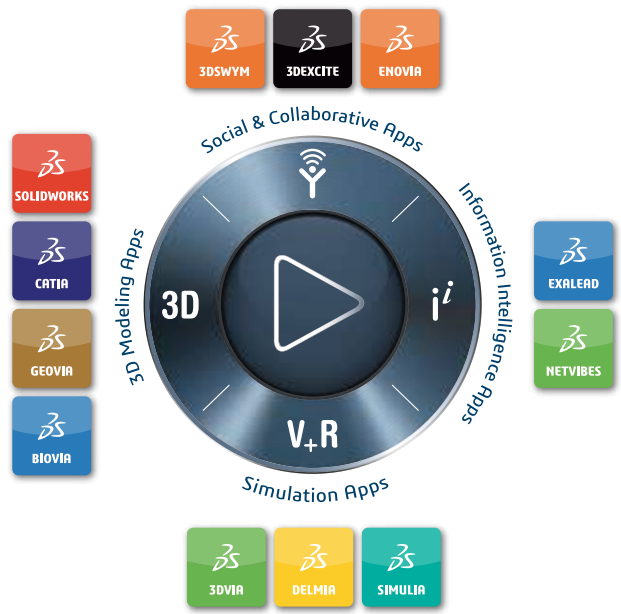 3DSWYM
3DEXCITE
ENOVIA
Social & Collaborative Apps
SOLIDWORKS
CATIA
GEOVIA
BIOVIA
3D Modeling Apps
3D
i i
V+R
Information Intelligence Apps
EXALEAD
NETVIBES
Simulation Apps
3DVIA
DELMIA
SIMULIA